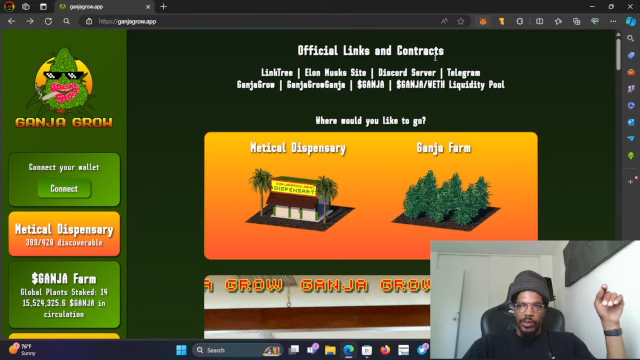 ganjagrow.app
https://ganjagrow.app
Official Links and Contracts
LinkTree | Elon Musks Site | Discord Server | Telegram
GanjaGrow | GanjaGrowGanja | $GANJA | $GANJA/WETH Liquidity Pool
Where would you like to go?
Metical Dispensary
Ganja Farm
DISPENSARY
GANJA GROW
Connect your wallet
Connect
Metical Dispensary
309/420 discoverable
$GANJA Farm
Global Plants Staked: 14
15,524,325.6 $GANJA in
circulation
A GROW GANJA GROW
76°F
Sunny
Search